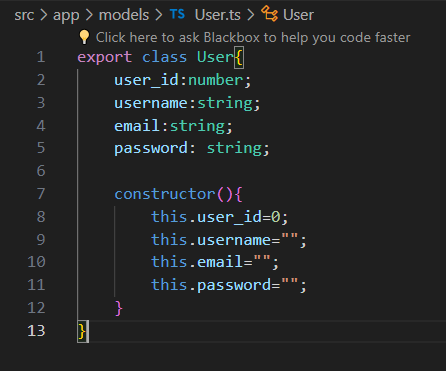 src > app > models > TS User.ts > User
Click here to ask Blackbox to help you code faster
1 export class User{
2     user_id:number;
3     username:string;
4     email:string;
5     password: string;
6
7     constructor(){
8         this.user_id=0;
9         this.username="";
10         this.email="";
11         this.password="";
12     }
13 }